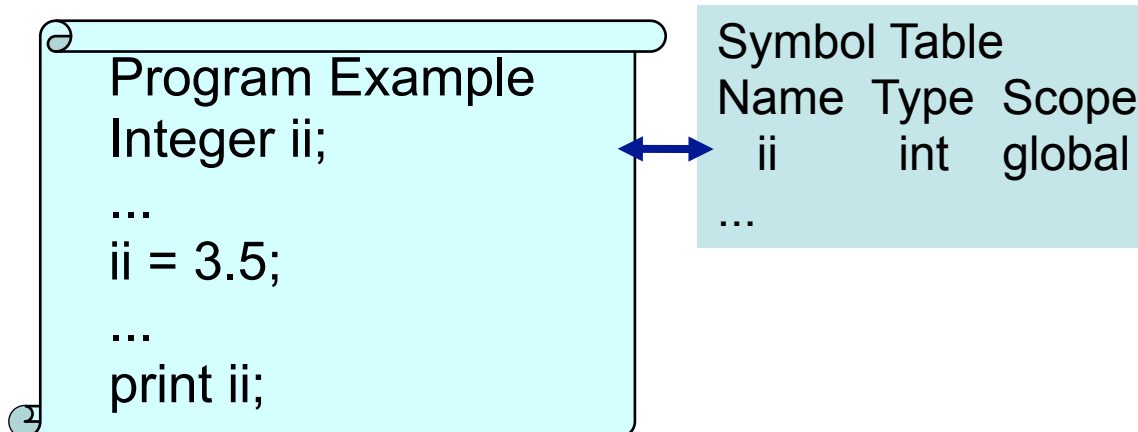 Program Example
Integer ii;
...
ii = 3.5;
...
print ii;
Symbol Table
Name Type Scope
ii int global
...